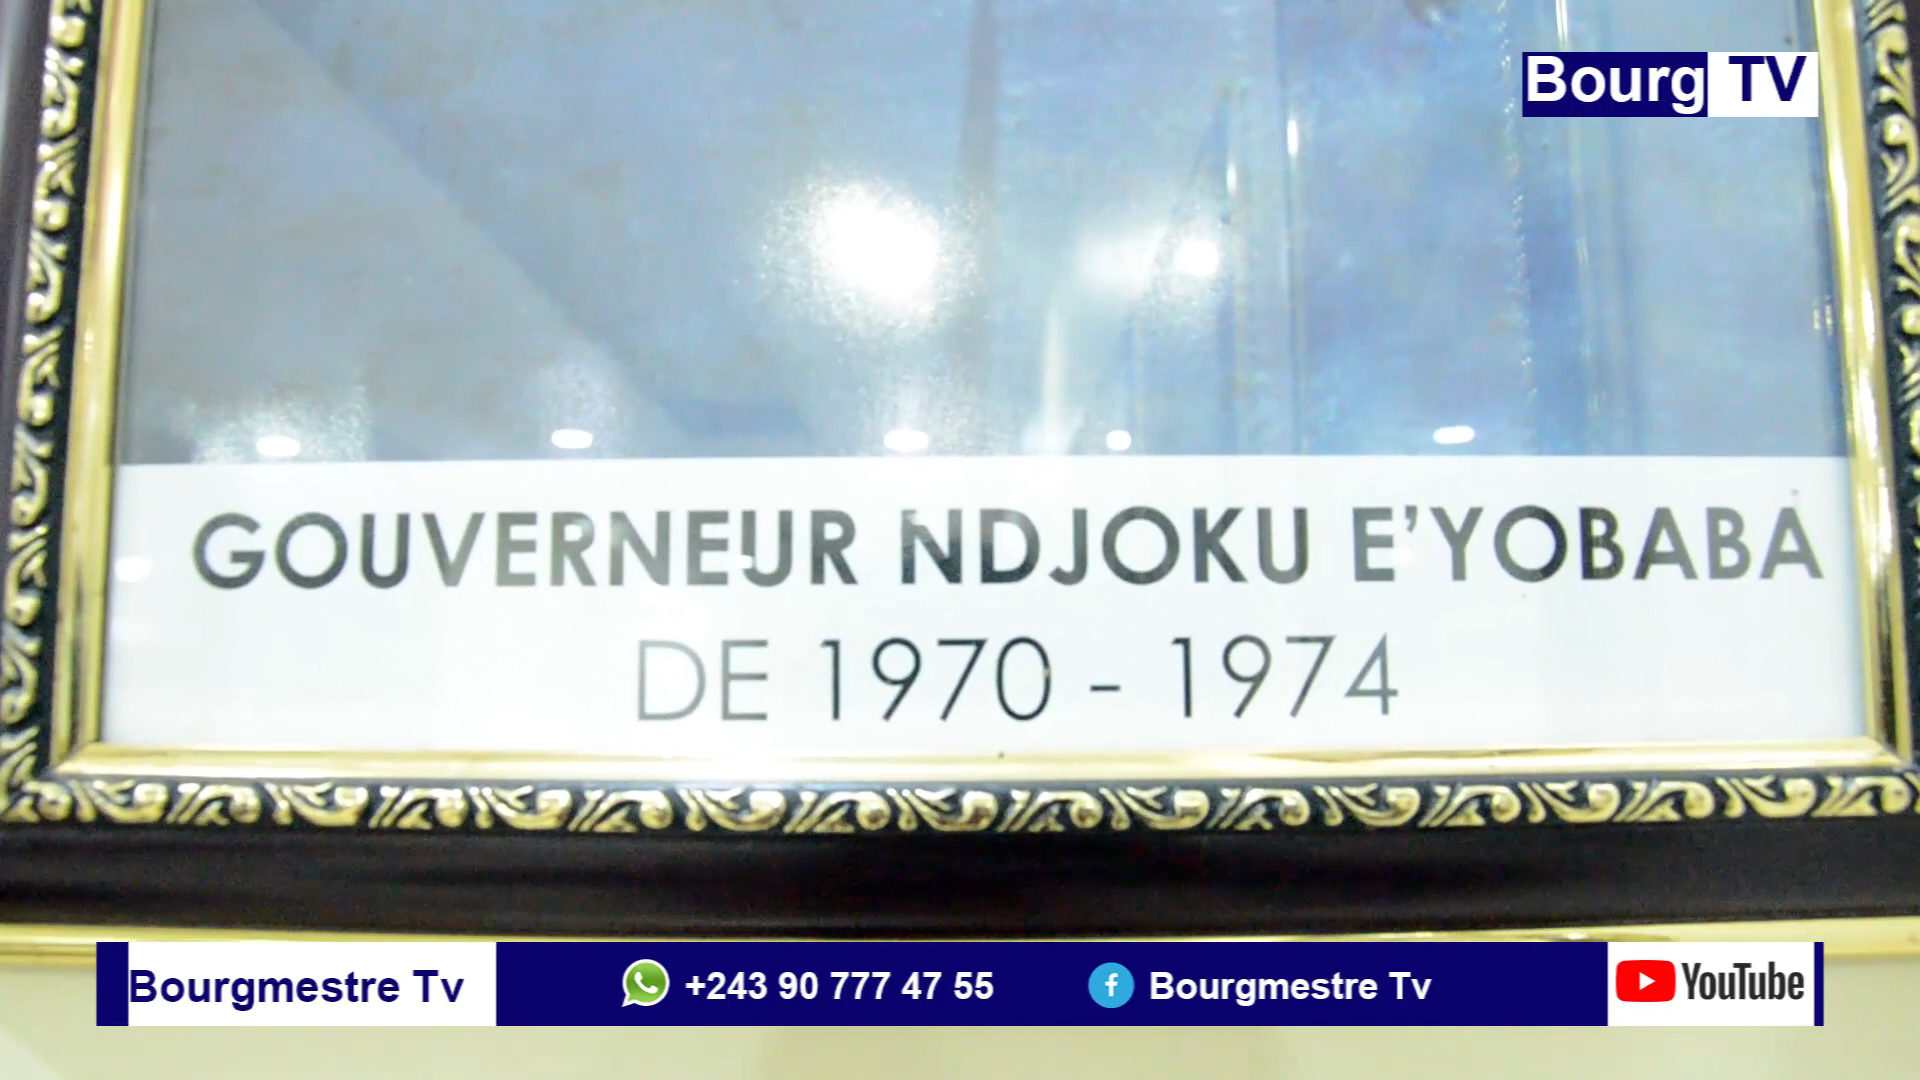 Bourg TV
GOUVERNEUR NDJOKU E'YOBABA
DE 1970 - 1974
Bourgmestre Tv
+243 90 777 47 55
Bourgmestre Tv
YouTube